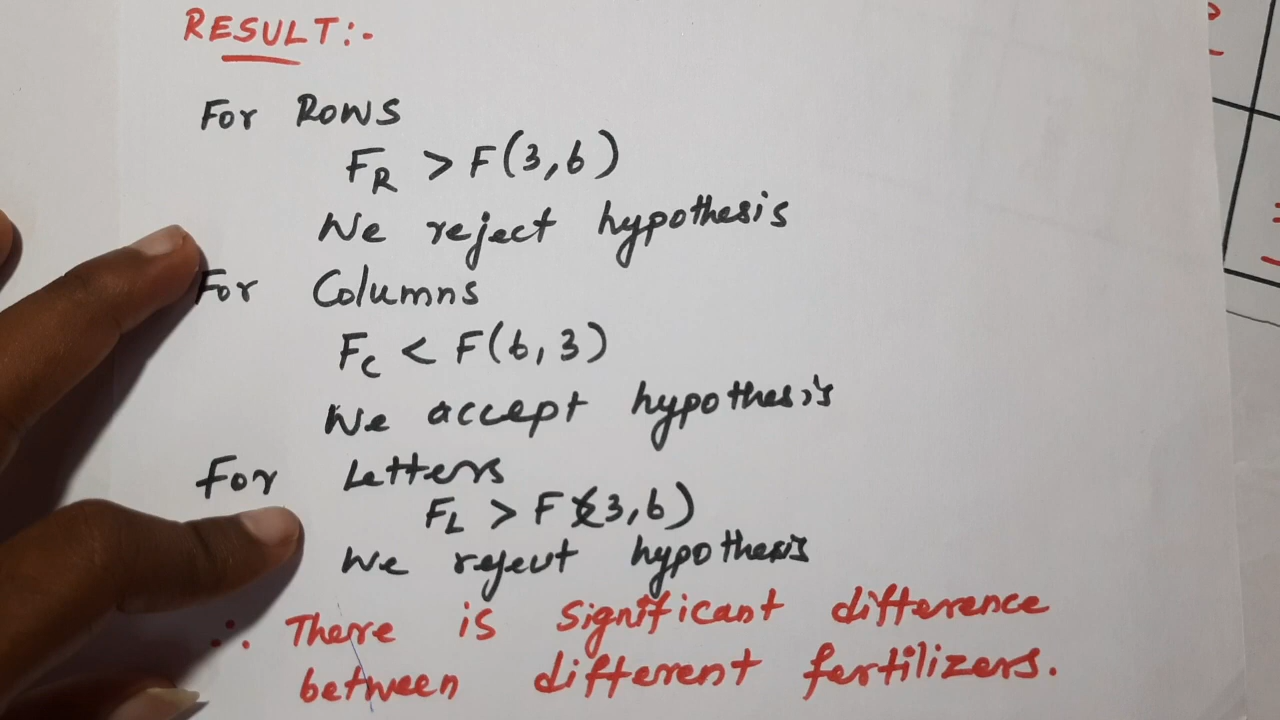 RESULT:-
For Rows
FR > F(3,6)
We reject hypothesis
For Columns
Fc < F(6,3)
We accept hypothesis
For Letters
FL > F(3,6)
We reject hypothesis
∴ There is significant difference
between different fertilizers.